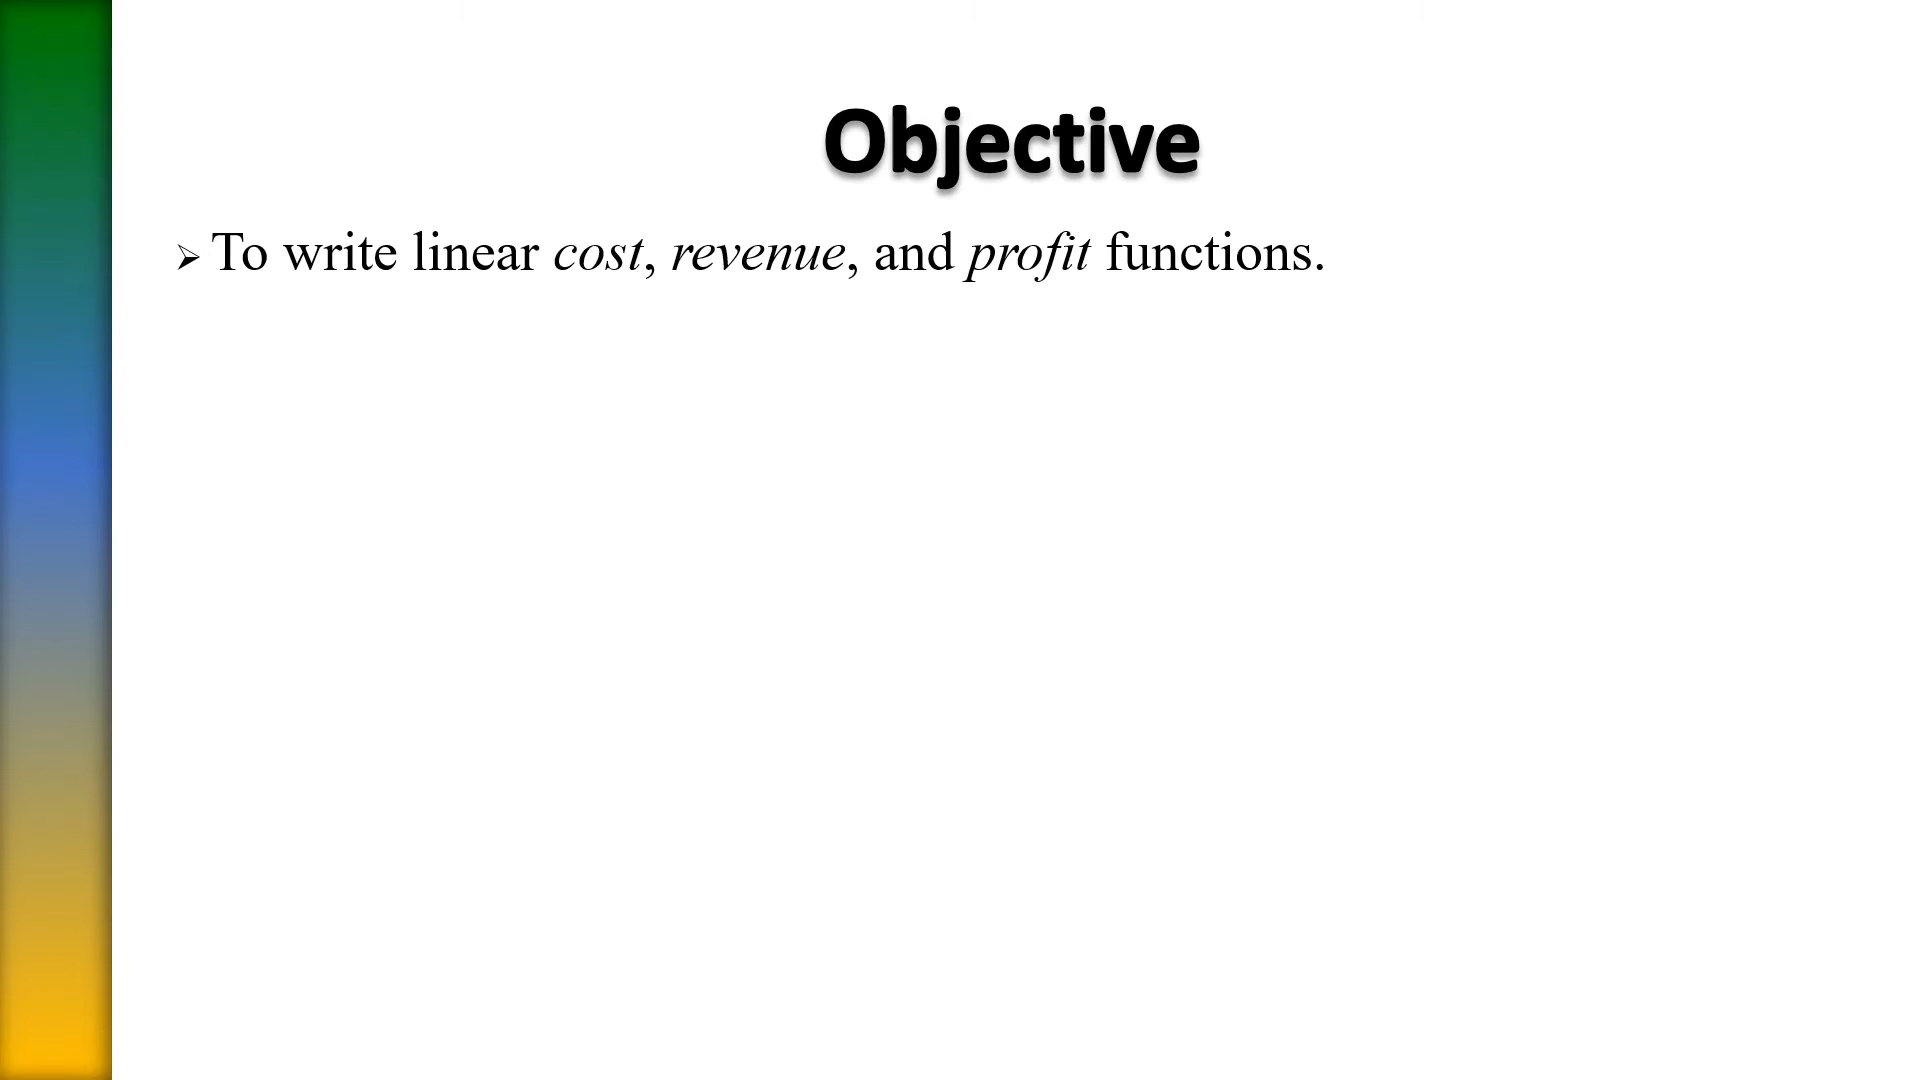 Objective
➢ To write linear cost, revenue, and profit functions.